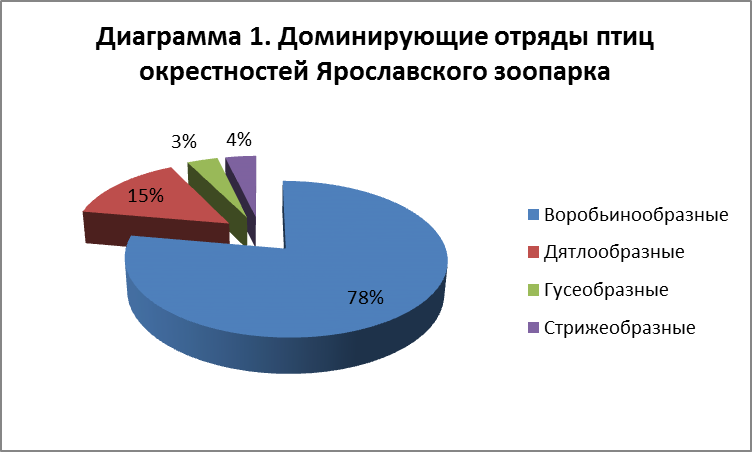 Диаграмма 1. Доминирующие отряды птиц
окрестностей Ярославского зоопарка
3%
4%
15%
78%
Воробьинообразные
Дятлообразные
Гусеобразные
Стрижеобразные